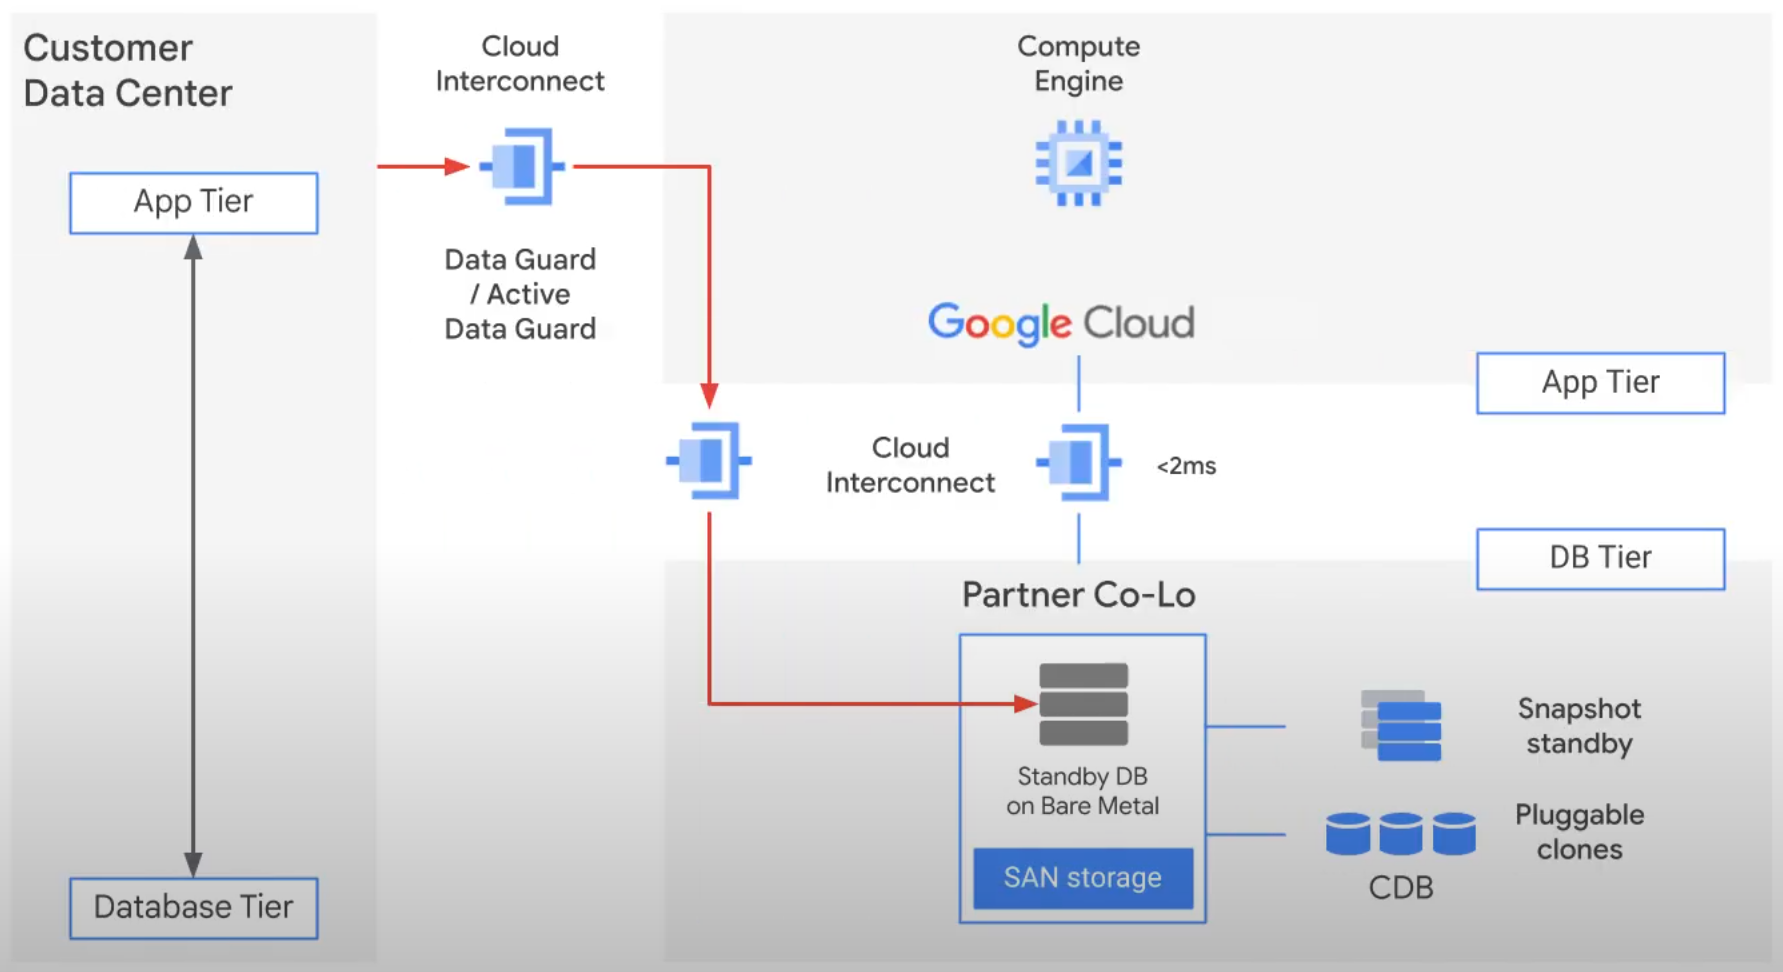 Customer
Data Center
App Tier
Database Tier
Cloud
Interconnect
Data Guard
/ Active
Data Guard
Compute
Engine
Google Cloud
App Tier
Cloud
Interconnect
<2ms
DB Tier
Partner Co-Lo
Standby DB
on Bare Metal
SAN storage
Snapshot
standby
Pluggable
clones
CDB